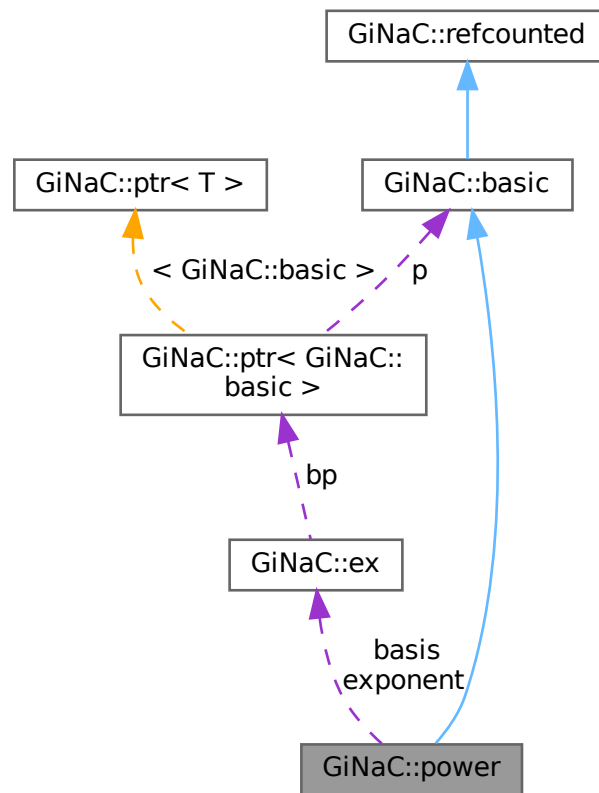 GiNaC::refcounted
GiNaC::ptr< T >
GiNaC::basic
< GiNaC::basic >
p
GiNaC::ptr< GiNaC::
basic >
bp
GiNaC::ex
basis
exponent
GiNaC::power